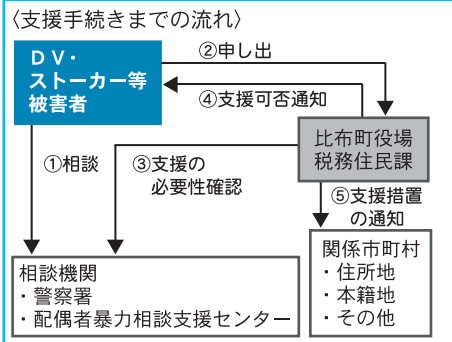 〈支援手続きまでの流れ〉
ＤＶ・
ストーカー等
被害者
②申し出
④支援可否通知
比布町役場
税務住民課
①相談
③支援の
必要性確認
⑤支援措置
の通知
相談機関
・警察署
・配偶者暴力相談支援センター
関係市町村
・住所地
・本籍地
・その他